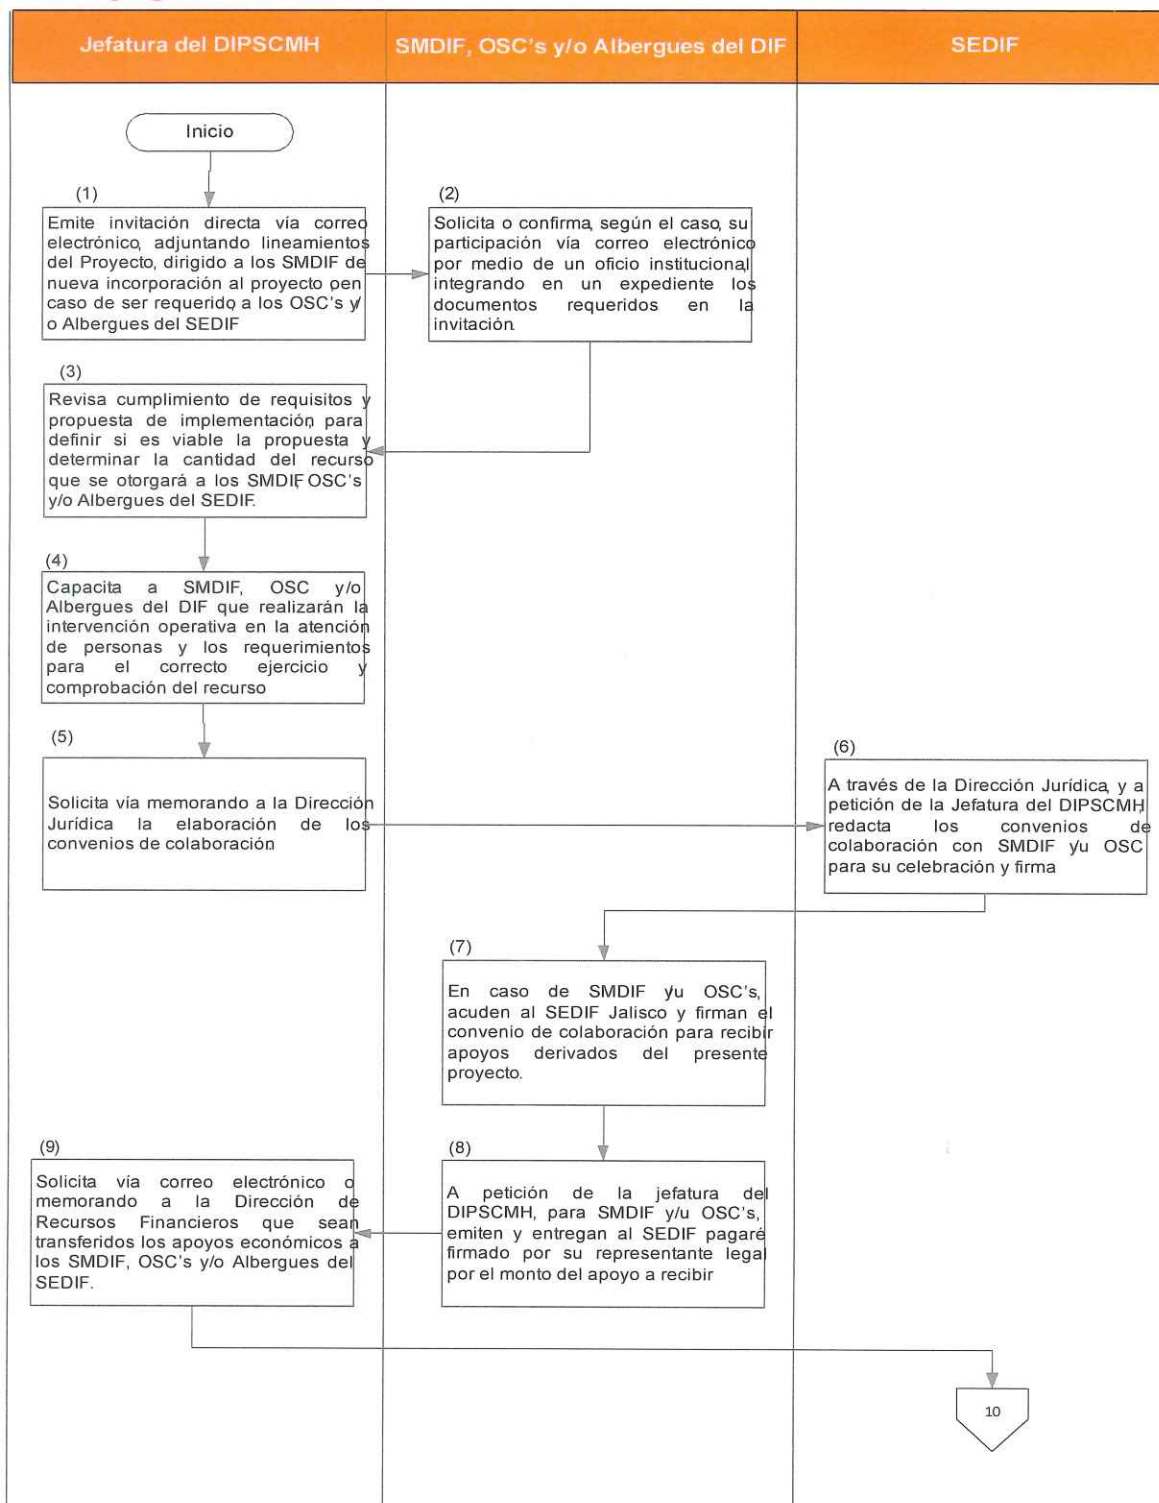 Jefatura del DIPSCMH
SMDIF, OSC's y/o Albergues del DIF
SEDIF
Inicio
(1)
Emite invitación directa vía correo
electrónico, adjuntando lineamientos
del Proyecto, dirigido a los SMDIF de
nueva incorporación al proyecto o,en
caso de ser requerido, a los OSC's y/
o Albergues del SEDIF
(2)
Solicita o confirma, según el caso, su
participación vía correo electrónico
por medio de un oficio institucional,
integrando en un expediente los
documentos requeridos en la
invitación.
(3)
Revisa cumplimiento de requisitos y
propuesta de implementación, para
definir si es viable la propuesta y
determinar la cantidad del recurso
que se otorgará a los SMDIF, OSC's
y/o Albergues del SEDIF.
(4)
Capacita a SMDIF, OSC y/o
Albergues del DIF que realizarán la
intervención operativa en la atención
de personas y los requerimientos
para el correcto ejercicio y
comprobación del recurso
(5)
Solicita vía memorando a la Dirección
Jurídica la elaboración de los
convenios de colaboración.
(6)
A través de la Dirección Jurídica, y a
petición de la Jefatura del DIPSCMH,
redacta los convenios de
colaboración con SMDIF y/u OSC
para su celebración y firma
(7)
En caso de SMDIF y/u OSC's,
acuden al SEDIF Jalisco y firman el
convenio de colaboración para recibir
apoyos derivados del presente
proyecto.
(8)
A petición de la jefatura del
DIPSCMH, para SMDIF y/u OSC's,
emiten y entregan al SEDIF pagaré
firmado por su representante legal
por el monto del apoyo a recibir
(9)
Solicita vía correo electrónico o
memorando a la Dirección de
Recursos Financieros que sean
transferidos los apoyos económicos a
los SMDIF, OSC's y/o Albergues del
SEDIF.
10